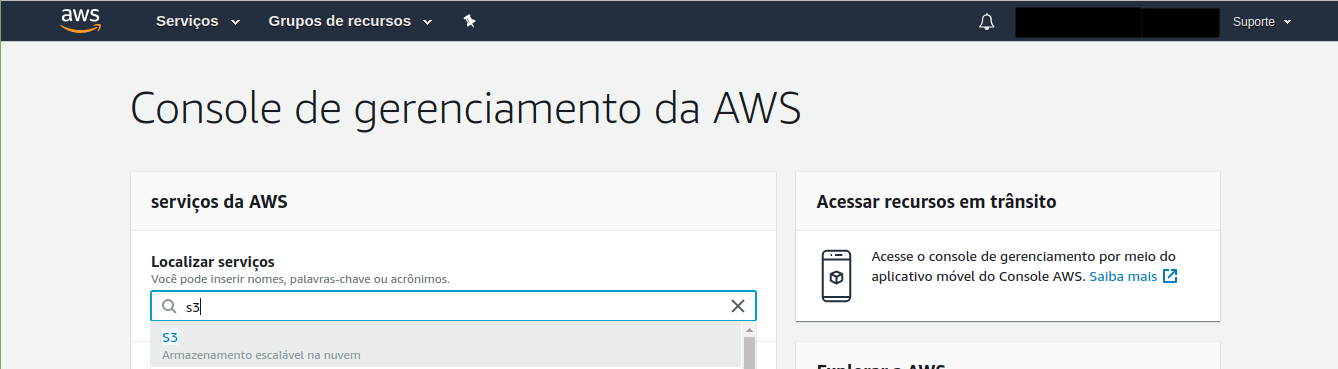 aws Serviços Grupos de recursos Suporte
Console de gerenciamento da AWS
serviços da AWS
Localizar serviços
Você pode inserir nomes, palavras-chave ou acrônimos.
s3
S3
Armazenamento escalável na nuvem
Acessar recursos em trânsito
Acesse o console de gerenciamento por meio do
aplicativo móvel do Console AWS. Saiba mais
Explorar a AWS